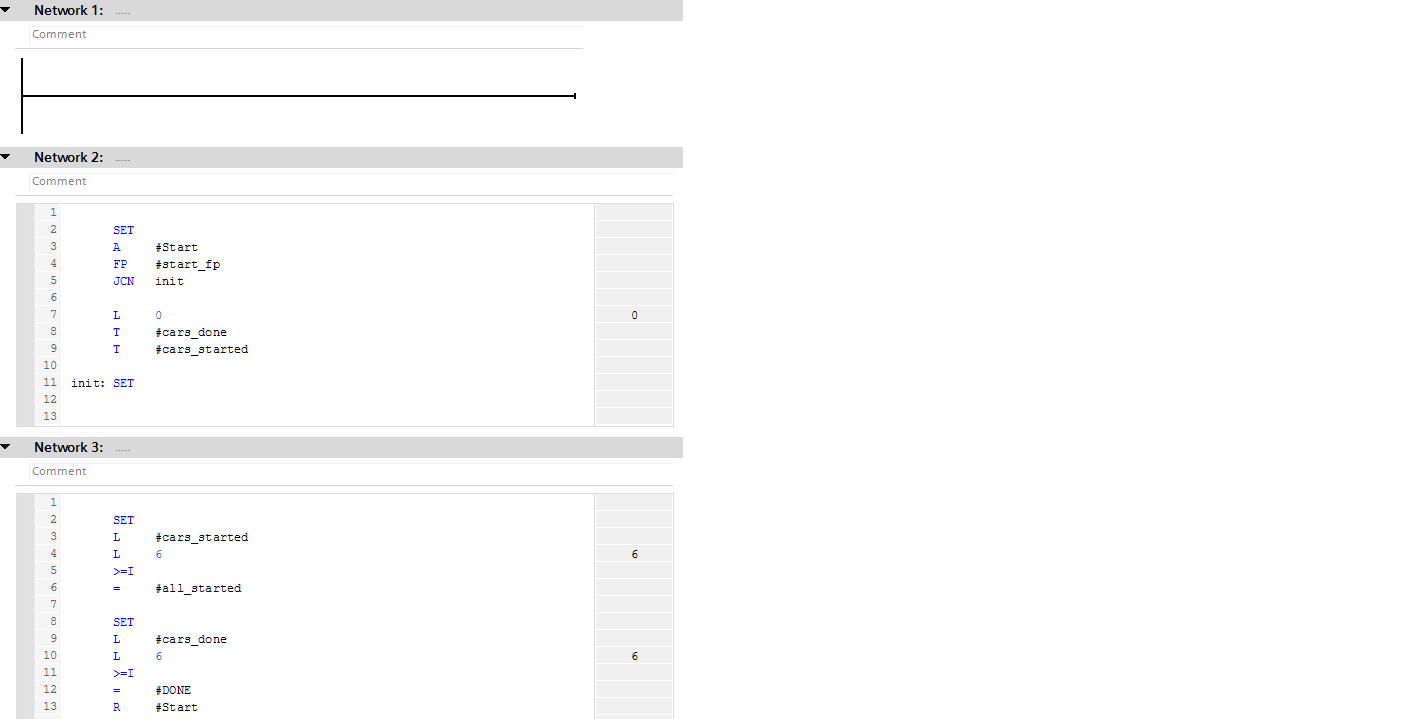 Network 1: .....
Comment
Network 2: .....
Comment
1
2 SET
3 A #Start
4 FP #start_fp
5 JCN init
6
7 L 0 0
8 T #cars_done
9 T #cars_started
10
11 init: SET
12
13
Network 3: .....
Comment
1
2 SET
3 L #cars_started
4 L 6 6
5 >=I
6 = #all_started
7
8 SET
9 L #cars_done
10 L 6 6
11 >=I
12 = #DONE
13 R #Start